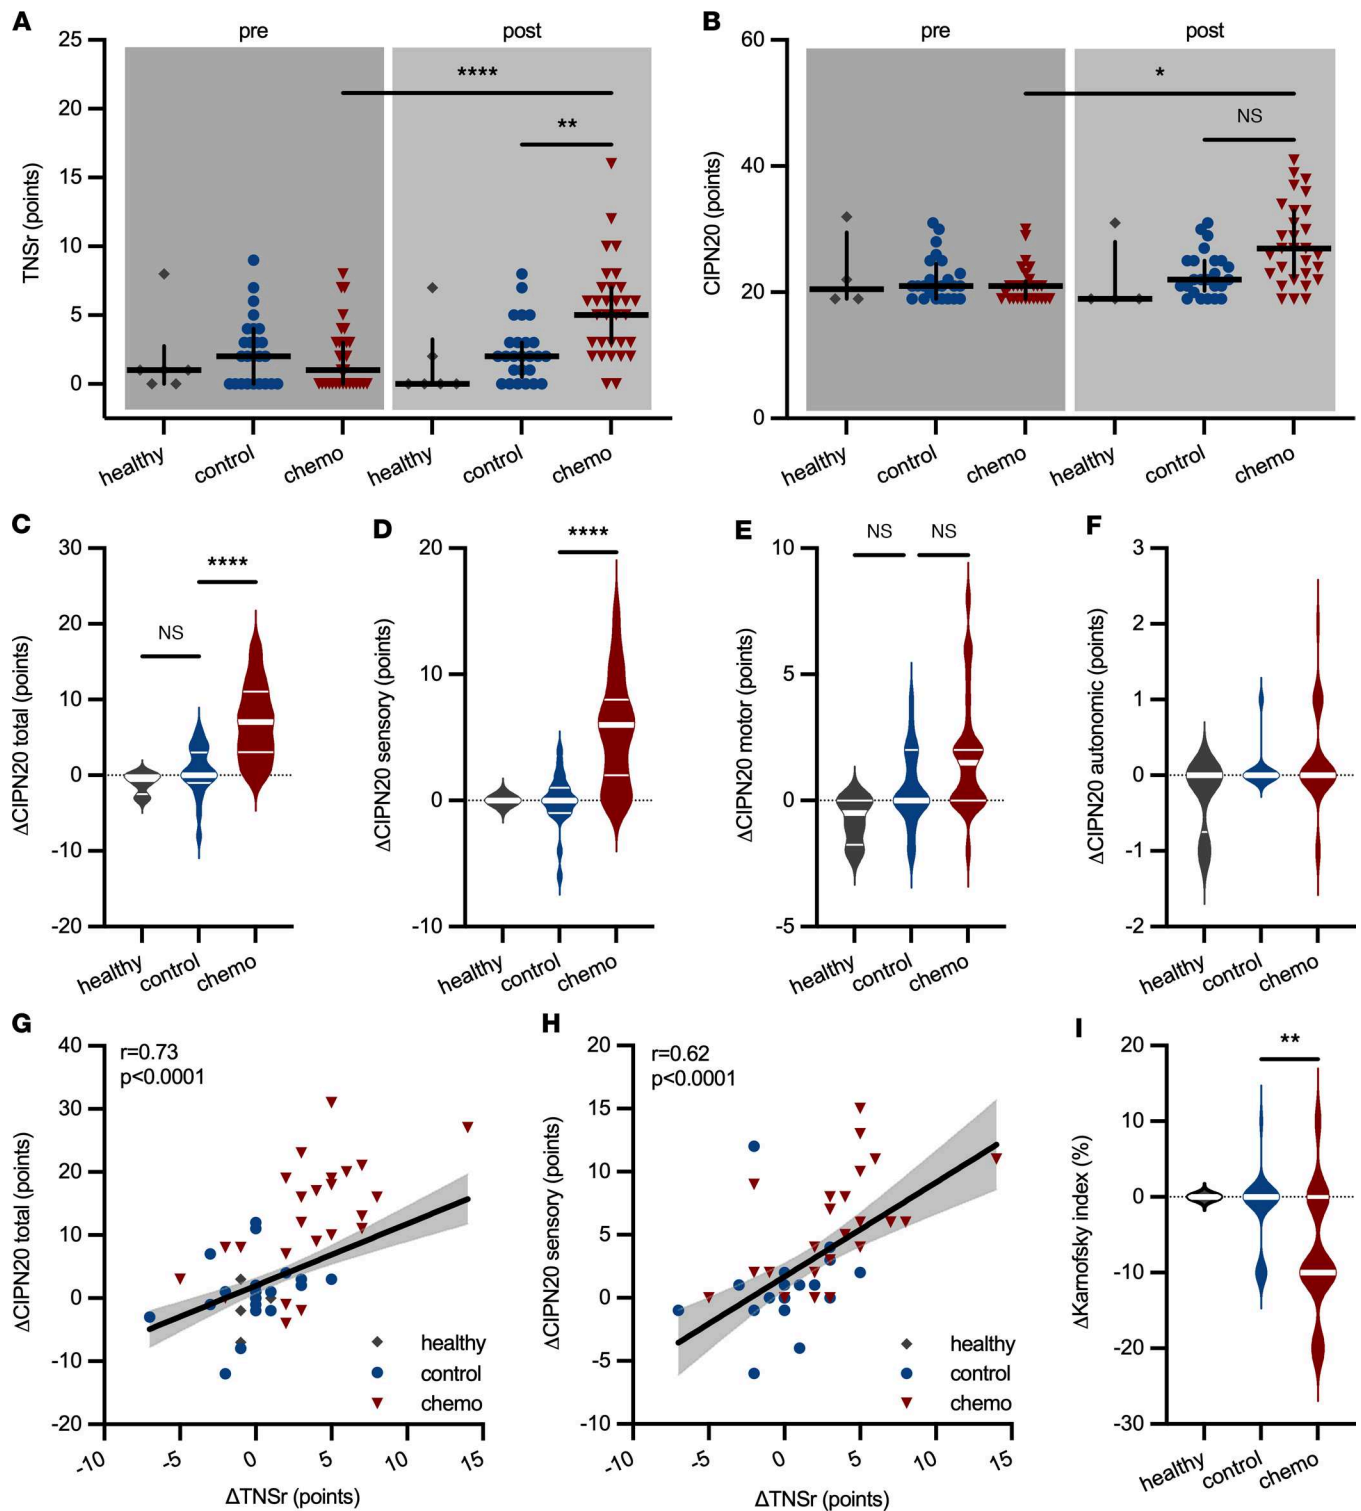 A
B
pre
post
pre
post
TNSr (points)
25
20
15
10
5
0
****
**
healthy
control
chemo
healthy
control
chemo
CIPN20 (points)
60
40
20
0
*
NS
healthy
control
chemo
healthy
control
chemo
C
ΔCIPN20 total (points)
30
20
10
0
-10
-20
NS
****
healthy
control
chemo
D
ΔCIPN20 sensory (points)
20
10
0
-10
****
healthy
control
chemo
E
ΔCIPN20 motor (points)
10
5
0
-5
NS
NS
healthy
control
chemo
F
ΔCIPN20 autonomic (points)
3
2
1
0
-1
-2
healthy
control
chemo
G
ΔCIPN20 total (points)
40
30
20
10
0
-10
-20
r=0.73
p<0.0001
healthy
control
chemo
-10
-5
0
5
10
15
ΔTNSr (points)
H
ΔCIPN20 sensory (points)
20
15
10
5
0
-5
-10
r=0.62
p<0.0001
healthy
control
chemo
-10
-5
0
5
10
15
ΔTNSr (points)
I
ΔKarnofsky index (%)
20
10
0
-10
-20
-30
**
healthy
control
chemo